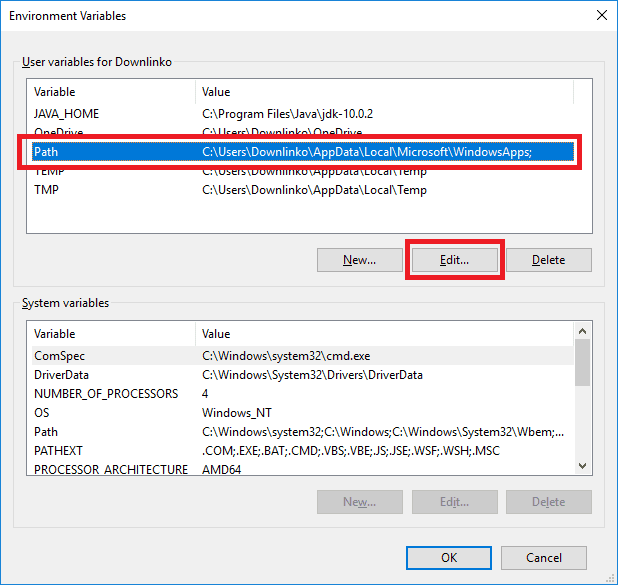 Environment Variables
User variables for Downlinko
Variable Value
JAVA_HOME C:\Program Files\Java\jdk-10.0.2
OneDrive C:\Users\Downlinko\OneDrive
Path C:\Users\Downlinko\AppData\Local\Microsoft\WindowsApps;
TEMP C:\Users\Downlinko\AppData\Local\Temp
TMP C:\Users\Downlinko\AppData\Local\Temp
New... Edit... Delete
System variables
Variable Value
ComSpec C:\Windows\system32\cmd.exe
DriverData C:\Windows\System32\Drivers\DriverData
NUMBER_OF_PROCESSORS 4
OS Windows_NT
Path C:\Windows\system32;C:\Windows;C:\Windows\System32\Wbem;...
PATHEXT .COM;.EXE;.BAT;.CMD;.VBS;.VBE;.JS;.JSE;.WSF;.WSH;.MSC
PROCESSOR_ARCHITECTURE AMD64
New... Edit... Delete
OK Cancel